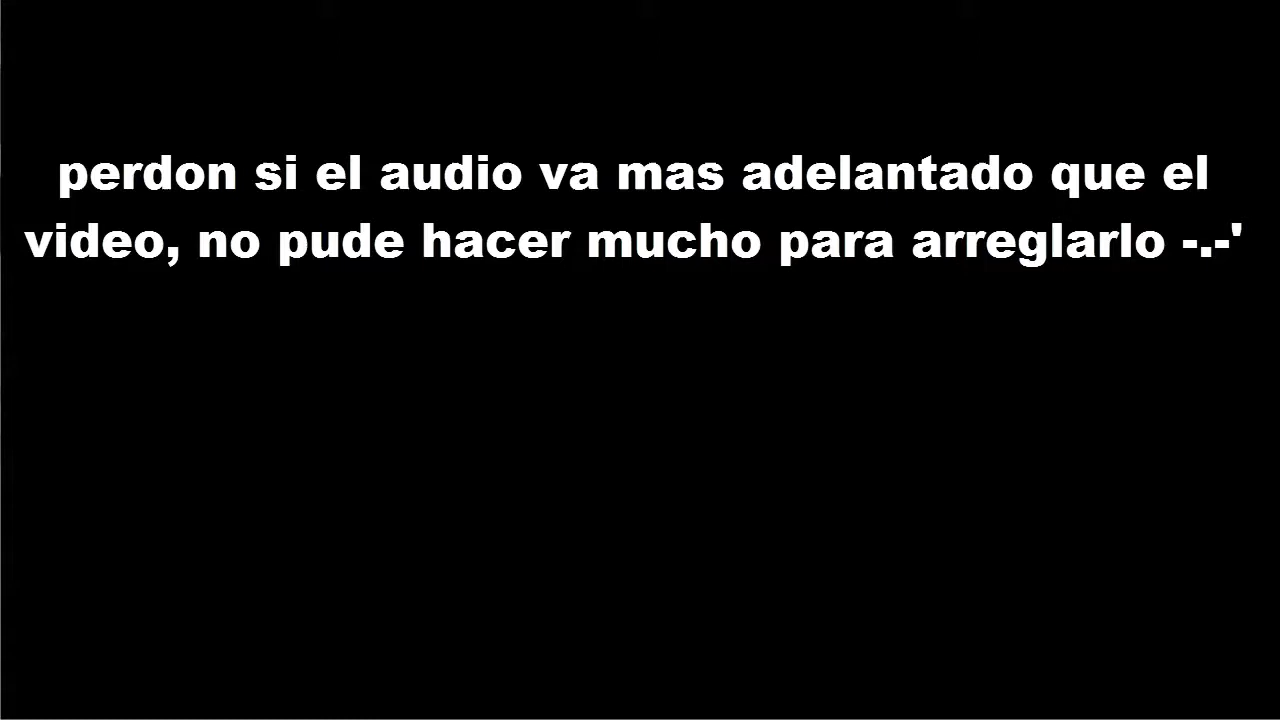 perdon si el audio va mas adelantado que el
video, no pude hacer mucho para arreglarlo -.-'